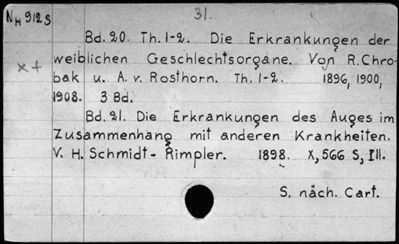 31.
N H 912 S
Bd. 20. Th. 1-2. Die Erkrankungen der
weiblichen Geschlechtsorgane. Von R. Chro-
x + bak u. A. v. Rosthorn. Th. 1-2. 1896, 1900,
1908. 3 Bd.
Bd. 21. Die Erkrankungen des Auges im
Zusammenhang mit anderen Krankheiten.
V. H. Schmidt-Rimpler. 1898. X, 566 S, Ill.
S. näch. Cart.